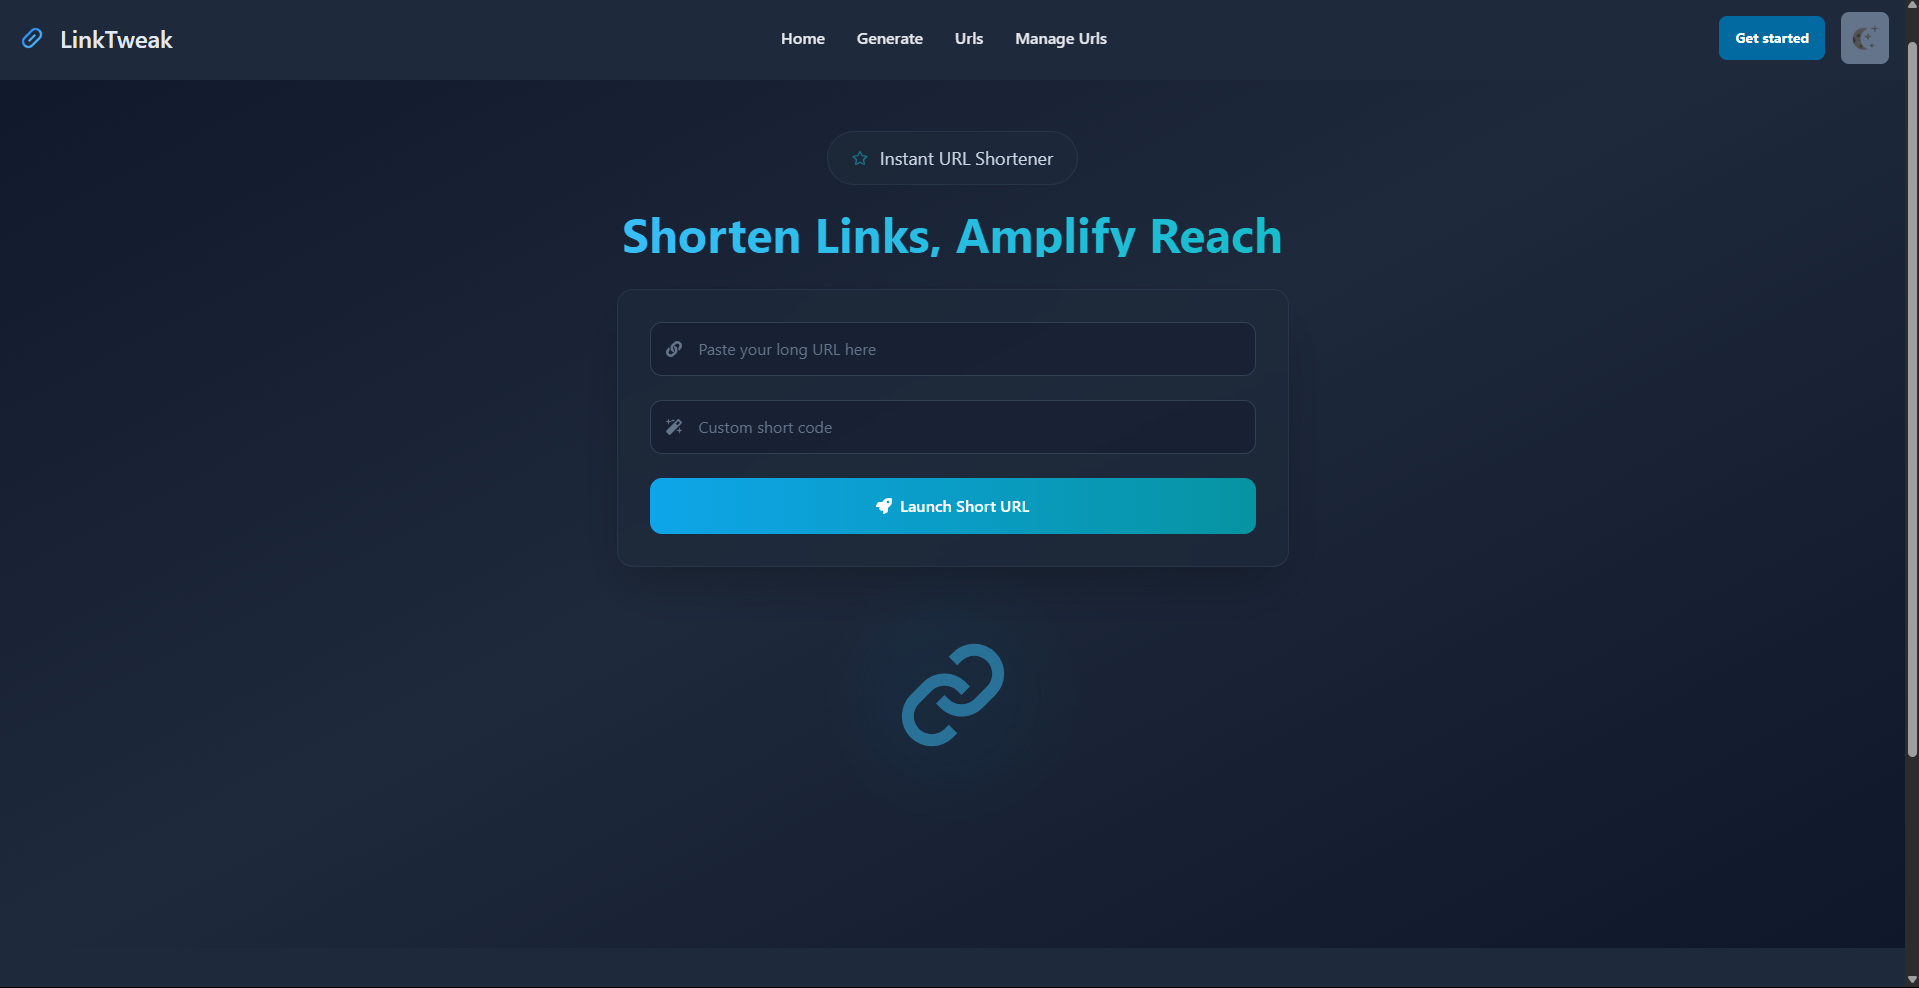 LinkTweak
Home Generate Urls Manage Urls
Get started
Instant URL Shortener
Shorten Links, Amplify Reach
Paste your long URL here
Custom short code
Launch Short URL